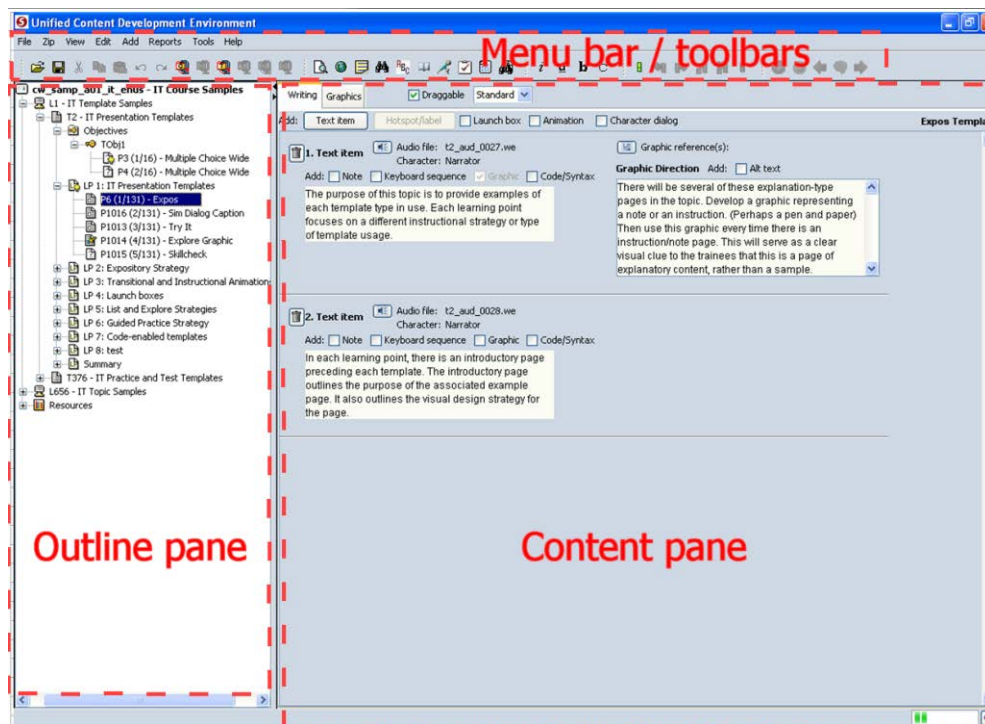 Unified Content Development Environment
File Zip View Edit Add Reports Tools Help
Menu bar / toolbars
cw_samp_a01_it_enus - IT Course Samples
L1 - IT Template Samples
T2 - IT Presentation Templates
Objectives
TObj1
P3 (1/16) - Multiple Choice Wide
P4 (2/16) - Multiple Choice Wide
LP 1: IT Presentation Templates
P6 (1/131) - Expos
P1016 (2/131) - Sim Dialog Caption
P1013 (3/131) - Try It
P1014 (4/131) - Explore Graphic
P1015 (5/131) - Skillcheck
LP 2: Expository Strategy
LP 3: Transitional and Instructional Animation
LP 4: Launch boxes
LP 5: List and Explore Strategies
LP 6: Guided Practice Strategy
LP 7: Code-enabled templates
LP 8: test
Summary
T376 - IT Practice and Test Templates
L656 - IT Topic Samples
Resources
Outline pane
Writing Graphics Draggable Standard
Add: Text item Hotspot/label Launch box Animation Character dialog Expos Templa
1. Text item Audio file: t2_aud_0027.we
Character: Narrator
Add: Note Keyboard sequence Graphic Code/Syntax
The purpose of this topic is to provide examples of
each template type in use. Each learning point
focuses on a different instructional strategy or type
of template usage.
Graphic reference(s):
Graphic Direction Add: Alt text
There will be several of these explanation-type
pages in the topic. Develop a graphic representing
a note or an instruction. (Perhaps a pen and paper)
Then use this graphic every time there is an
instruction/note page. This will serve as a clear
visual clue to the trainees that this is a page of
explanatory content, rather than a sample.
2. Text item Audio file: t2_aud_0028.we
Character: Narrator
Add: Note Keyboard sequence Graphic Code/Syntax
In each learning point, there is an introductory page
preceding each template. The introductory page
outlines the purpose of the associated example
page. It also outlines the visual design strategy for
the page.
Content pane